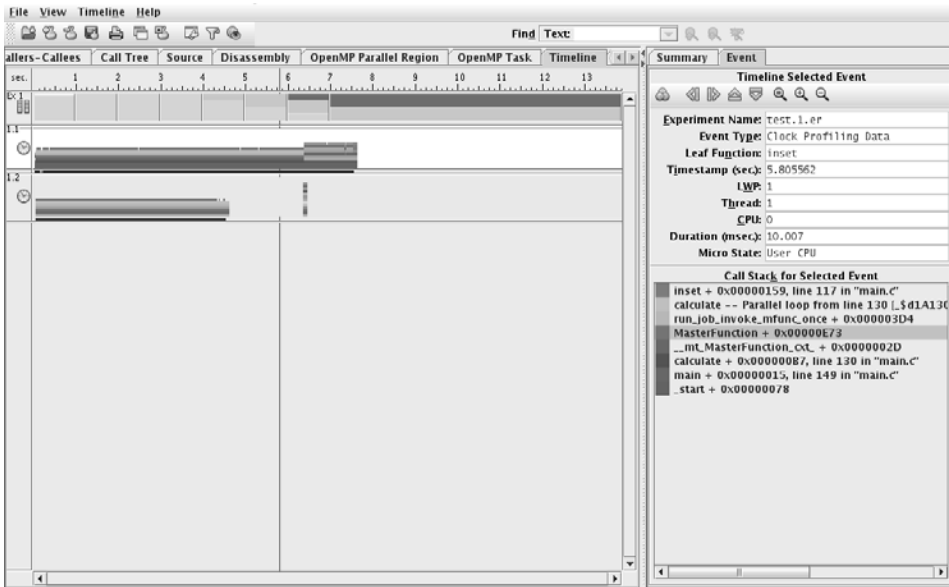 File View Timeline Help
Find Text:
allers-Callees Call Tree Source Disassembly OpenMP Parallel Region OpenMP Task Timeline
Summary Event
sec. 1 2 3 4 5 6 7 8 9 10 11 12 13
Ex 1
1.1
1.2
Timeline Selected Event
Experiment Name: test.1.er
Event Type: Clock Profiling Data
Leaf Function: inset
Timestamp (sec.): 5.805562
LWP: 1
Thread: 1
CPU: 0
Duration (msec.): 10.007
Micro State: User CPU
Call Stack for Selected Event
inset + 0x00000159, line 117 in "main.c"
calculate -- Parallel loop from line 130 [_$d1A130
run_job_invoke_mfunc_once + 0x000003D4
MasterFunction + 0x00000E73
__mt_MasterFunction_cxt_ + 0x0000002D
calculate + 0x000000B7, line 130 in "main.c"
main + 0x00000015, line 149 in "main.c"
_start + 0x00000078